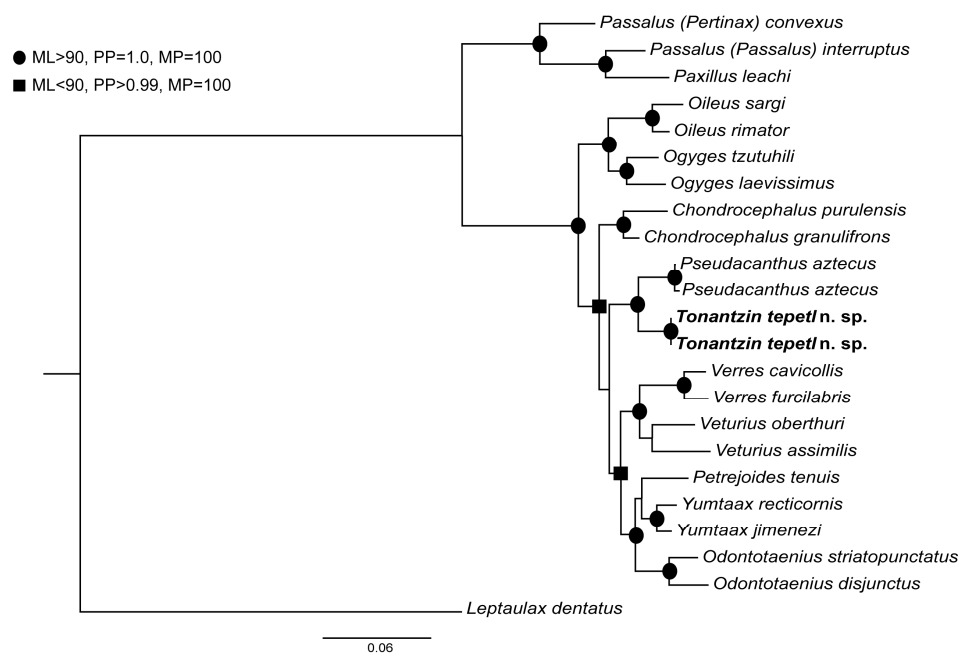 Passalus (Pertinax) convexus
ML>90, PP=1.0, MP=100
Passalus (Passalus) interruptus
Paxillus leachi
ML<90, PP>0.99, MP=100
Oileus sargi
Oileus rimator
Ogyges tzutuhili
Ogyges laevissimus
Chondrocephalus purulensis
Chondrocephalus granulifrons
Pseudacanthus aztecus
Pseudacanthus aztecus
Tonantzin tepetl n. sp.
Tonantzin tepetl n. sp.
Verres cavicollis
Verres furcilabris
Veturius oberthuri
Veturius assimilis
Petrejoides tenuis
Yumtaax recticornis
Yumtaax jimenezi
Odontotaenius striatopunctatus
Odontotaenius disjunctus
Leptaulax dentatus
0.06